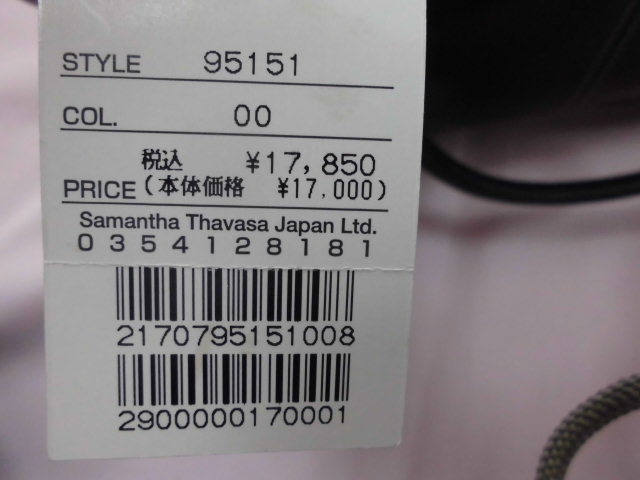 STYLE 95151
COL. 00
税込 ¥17,850
PRICE (本体価格 ¥17,000)
Samantha Thavasa Japan Ltd.
0354128181
2170795151008
2900000170001